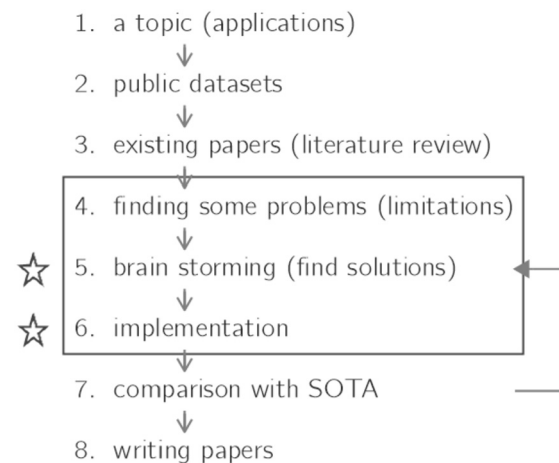 1. a topic (applications)
2. public datasets
3. existing papers (literature review)
4. finding some problems (limitations)
5. brain storming (find solutions)
6. implementation
7. comparison with SOTA
8. writing papers